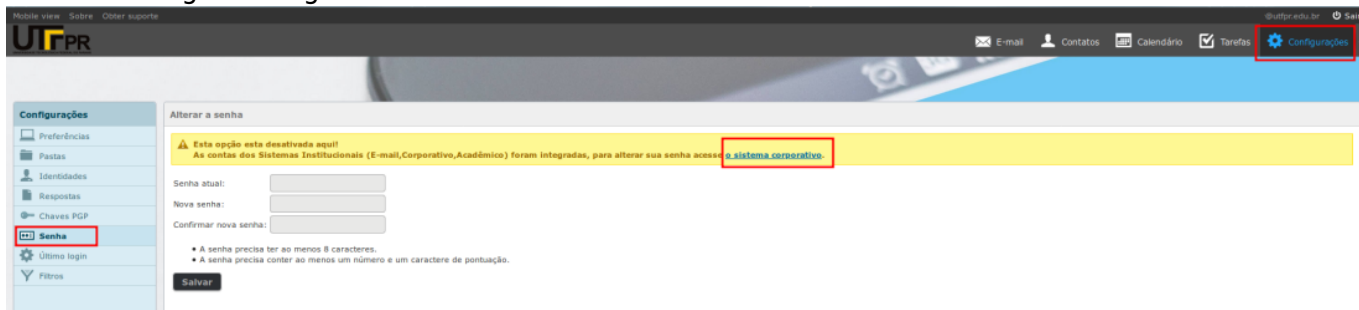 Mobile view Sobre Obter suporte
@utfpr.edu.br Sair
UTFPR
E-mail Contatos Calendário Tarefas Configurações
Configurações
Preferências
Pastas
Identidades
Respostas
Chaves PGP
Senha
Último login
Filtros
Alterar a senha
Esta opção esta desativada aqui!
As contas dos Sistemas Institucionais (E-mail,Corporativo,Acadêmico) foram integradas, para alterar sua senha acesse o sistema corporativo.
Senha atual:
Nova senha:
Confirmar nova senha:
• A senha precisa ter ao menos 8 caracteres.
• A senha precisa conter ao menos um número e um caractere de pontuação.
Salvar